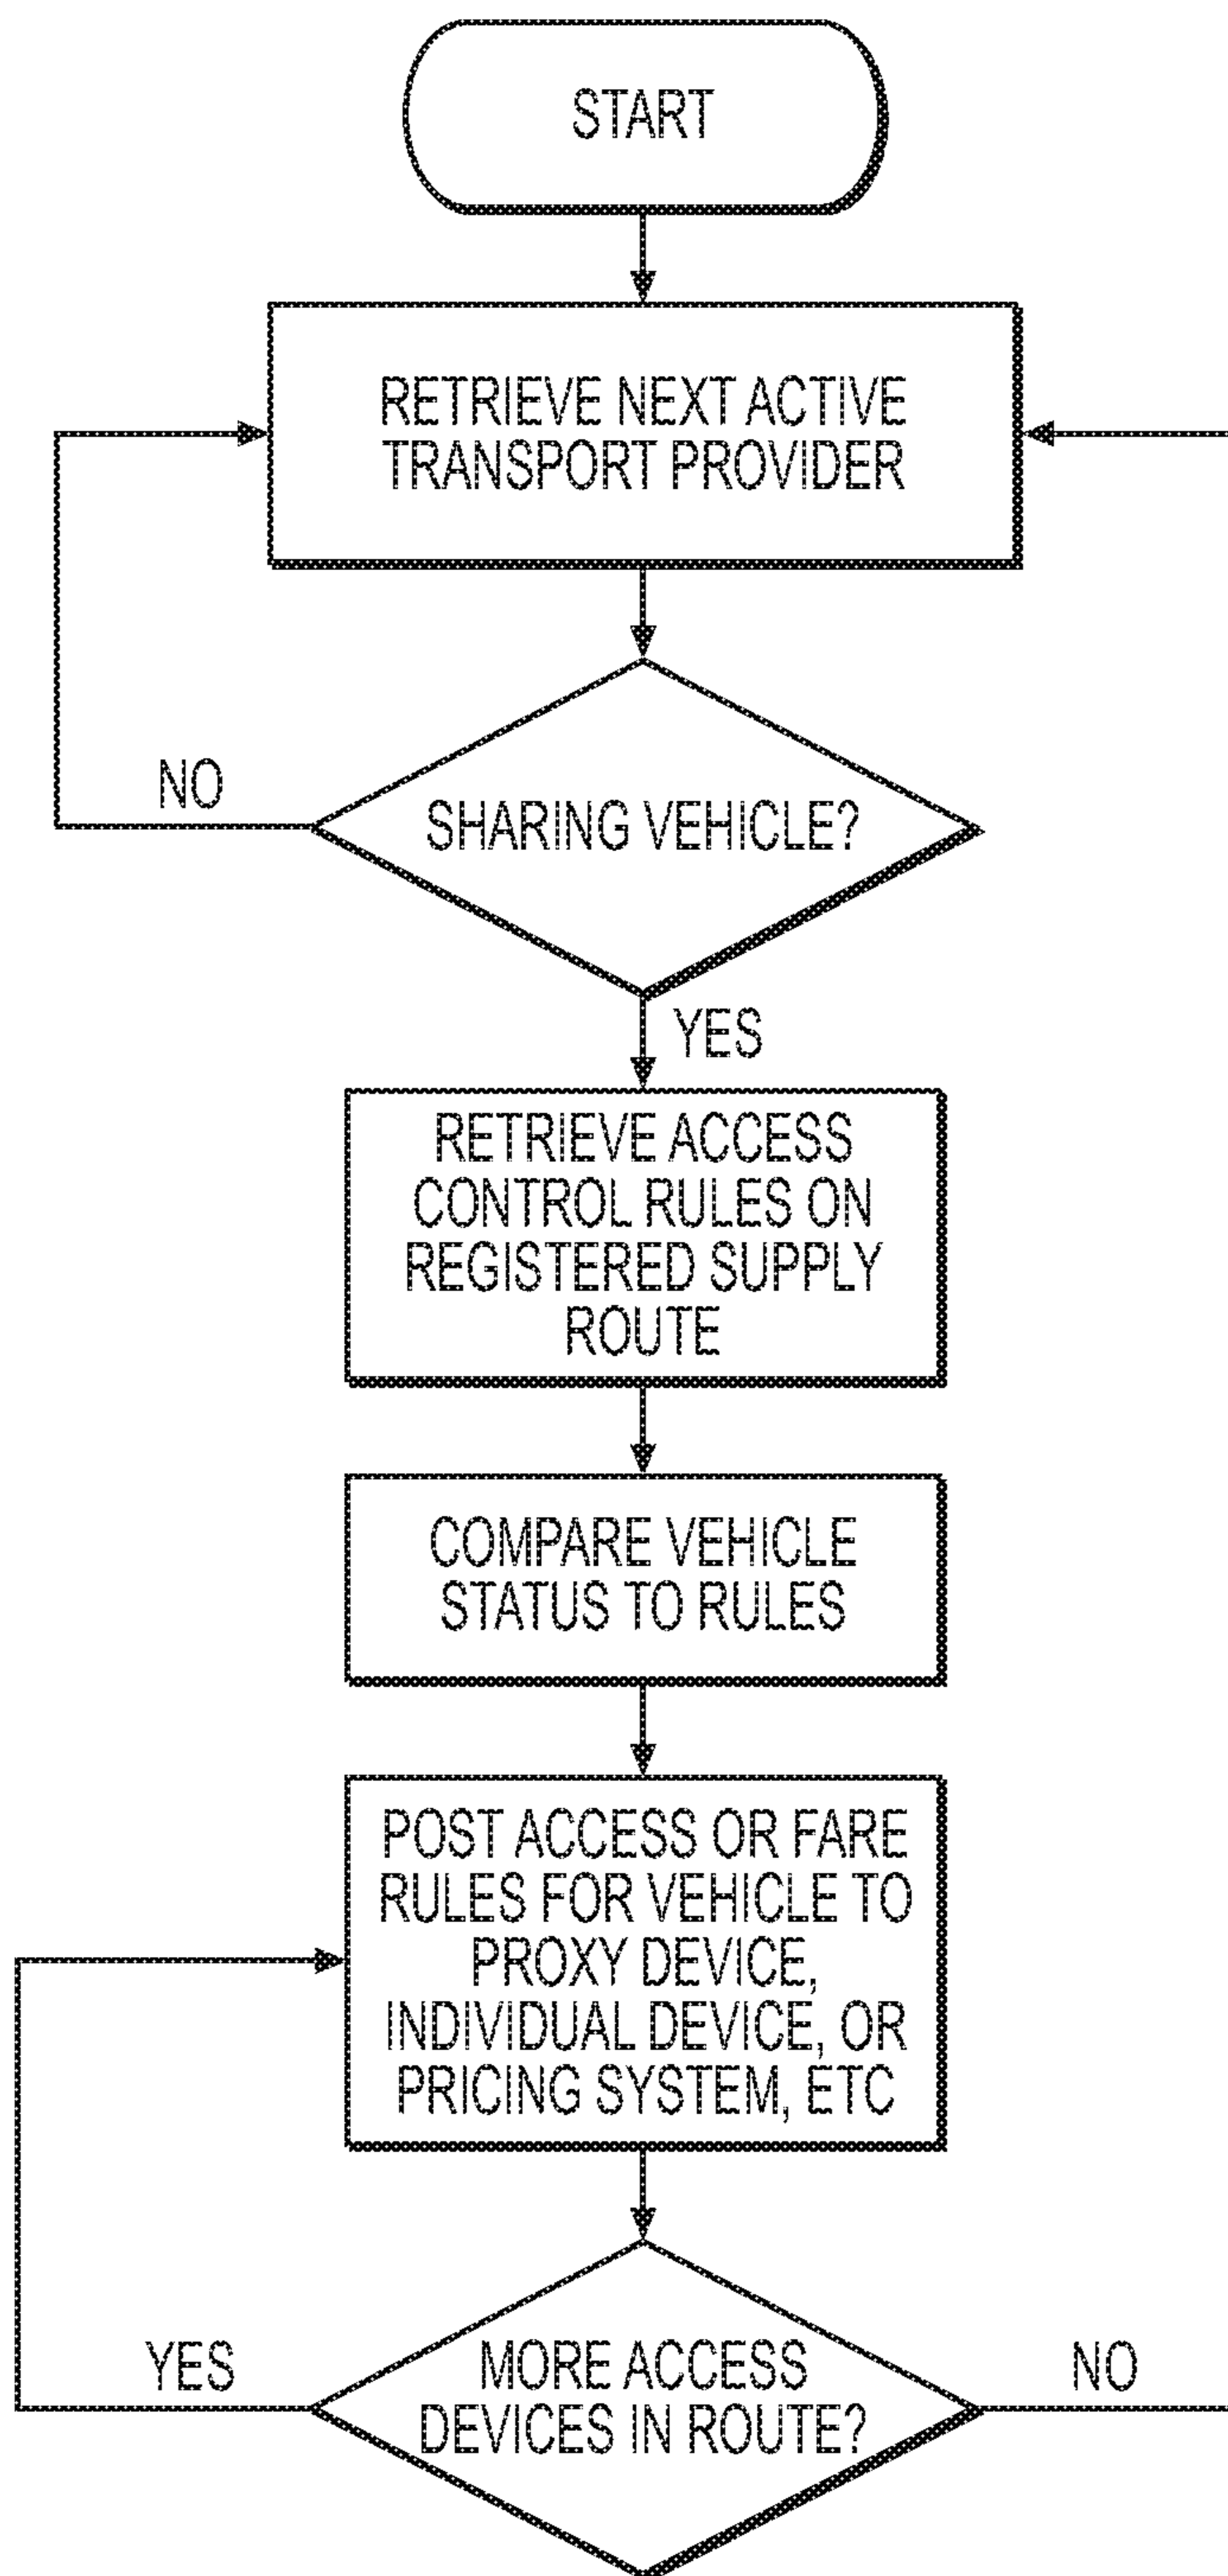 START
RETRIEVE NEXT ACTIVE
TRANSPORT PROVIDER
NO
SHARING VEHICLE?
YES
RETRIEVE ACCESS
CONTROL RULES ON
REGISTERED SUPPLY
ROUTE
COMPARE VEHICLE
STATUS TO RULES
POST ACCESS OR FARE
RULES FOR VEHICLE TO
PROXY DEVICE,
INDIVIDUAL DEVICE, OR
PRICING SYSTEM, ETC
YES
MORE ACCESS
DEVICES IN ROUTE?
NO